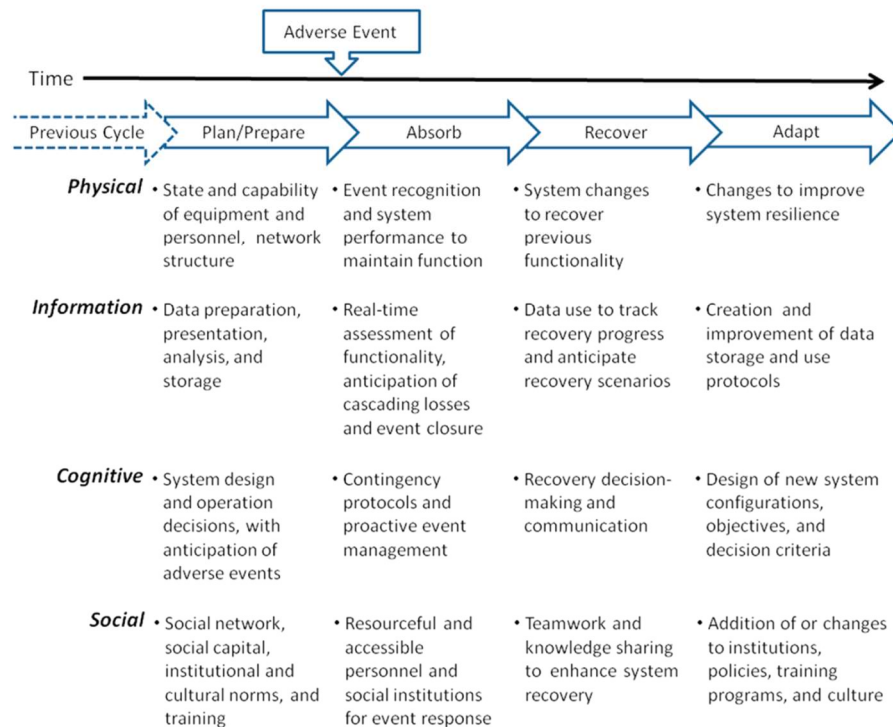 Adverse Event
Time
Previous Cycle
Plan/Prepare
Absorb
Recover
Adapt
Physical
• State and capability
of equipment and
personnel, network
structure
• Event recognition
and system
performance to
maintain function
• System changes
to recover
previous
functionality
• Changes to improve
system resilience
Information
• Data preparation,
presentation,
analysis, and
storage
• Real-time
assessment of
functionality,
anticipation of
cascading losses
and event closure
• Data use to track
recovery progress
and anticipate
recovery scenarios
• Creation and
improvement of data
storage and use
protocols
Cognitive
• System design
and operation
decisions, with
anticipation of
adverse events
• Contingency
protocols and
proactive event
management
• Recovery decision-
making and
communication
• Design of new system
configurations,
objectives, and
decision criteria
Social
• Social network,
social capital,
institutional and
cultural norms, and
training
• Resourceful and
accessible
personnel and
social institutions
for event response
• Teamwork and
knowledge sharing
to enhance system
recovery
• Addition of or changes
to institutions,
policies, training
programs, and culture